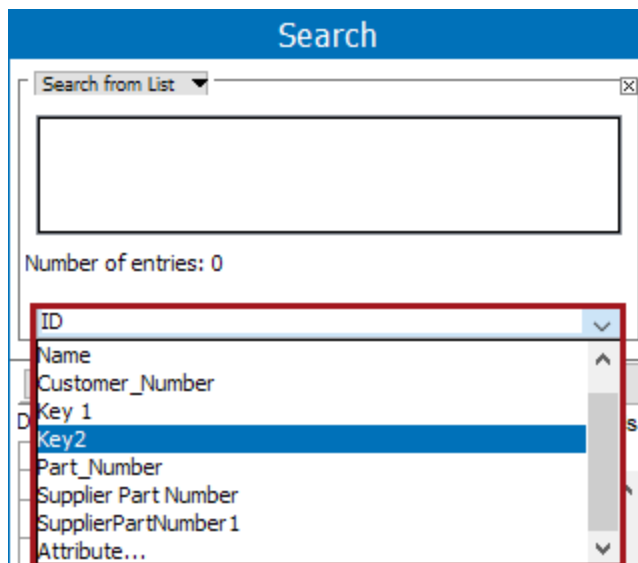 Search
Search from List
Number of entries: 0
ID
Name
Customer_Number
Key 1
Key2
Part_Number
Supplier Part Number
SupplierPartNumber1
Attribute...